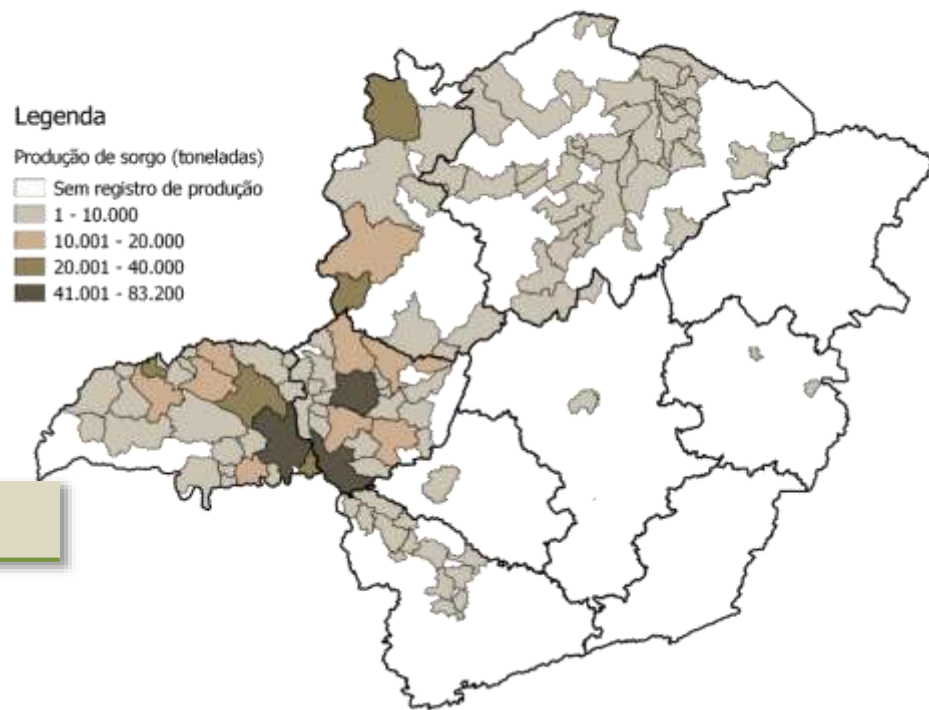 Legenda
Produção de sorgo (toneladas)
Sem registro de produção
1 - 10.000
10.001 - 20.000
20.001 - 40.000
41.001 - 83.200